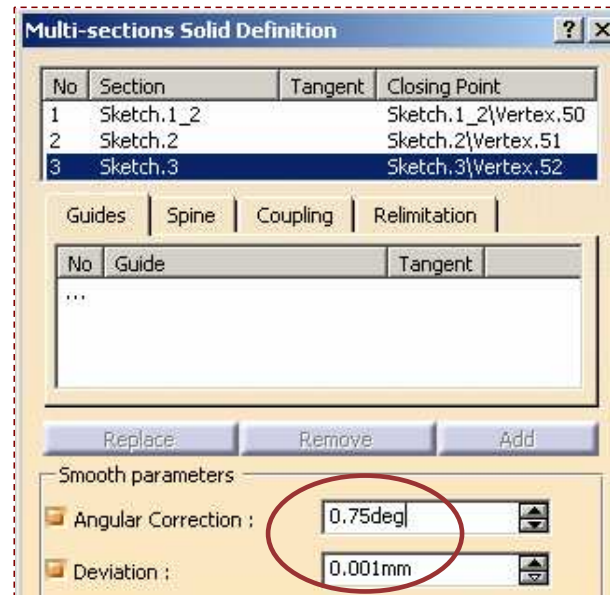 Multi-sections Solid Definition ? ×
No Section Tangent Closing Point
1 Sketch.1_2 Sketch.1_2\Vertex.50
2 Sketch.2 Sketch.2\Vertex.51
3 Sketch.3 Sketch.3\Vertex.52
Guides Spine Coupling Relimitation
No Guide Tangent
...
Replace Remove Add
Smooth parameters
Angular Correction : 0.75deg
Deviation : 0.001mm